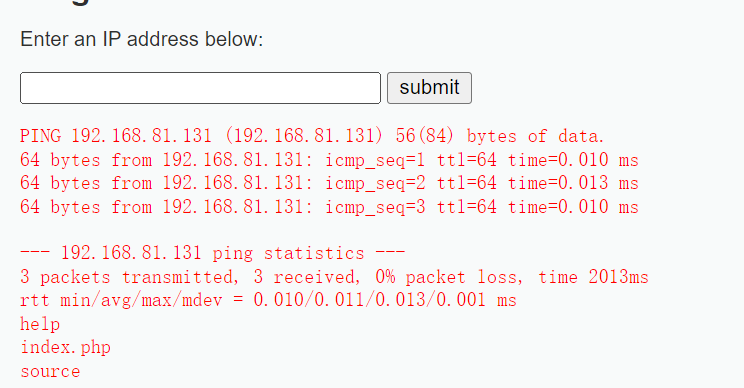 Enter an IP address below:
submit
PING 192.168.81.131 (192.168.81.131) 56(84) bytes of data.
64 bytes from 192.168.81.131: icmp_seq=1 ttl=64 time=0.010 ms
64 bytes from 192.168.81.131: icmp_seq=2 ttl=64 time=0.013 ms
64 bytes from 192.168.81.131: icmp_seq=3 ttl=64 time=0.010 ms
--- 192.168.81.131 ping statistics ---
3 packets transmitted, 3 received, 0% packet loss, time 2013ms
rtt min/avg/max/mdev = 0.010/0.011/0.013/0.001 ms
help
index.php
source